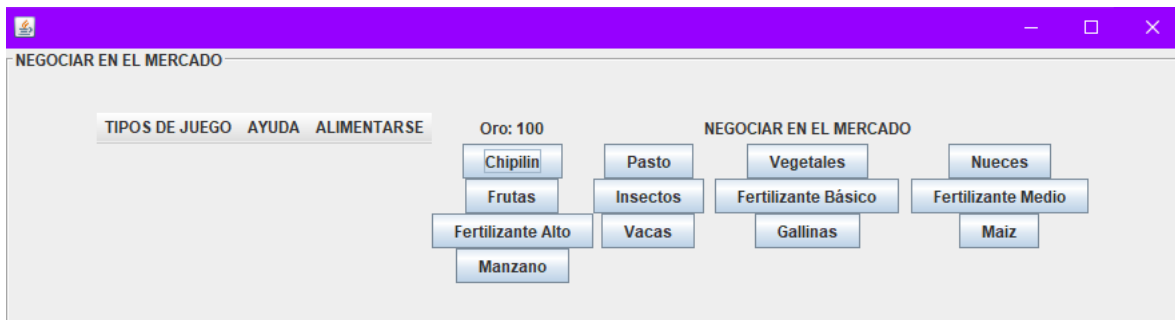 NEGOCIAR EN EL MERCADO
TIPOS DE JUEGO AYUDA ALIMENTARSE Oro: 100 NEGOCIAR EN EL MERCADO
Chipilin Pasto Vegetales Nueces
Frutas Insectos Fertilizante Básico Fertilizante Medio
Fertilizante Alto Vacas Gallinas Maiz
Manzano